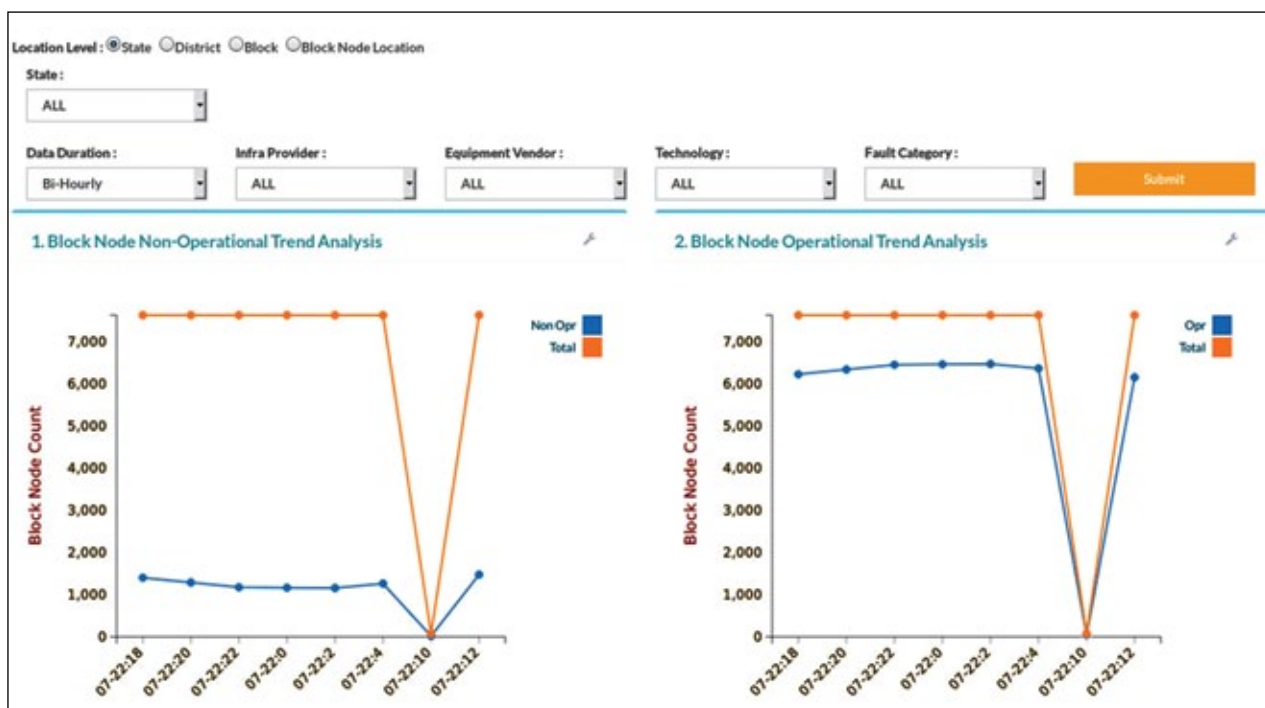 Location Level : State District Block Block Node Location
State :
ALL
Data Duration : Infra Provider : Equipment Vendor : Technology : Fault Category :
Bi-Hourly ALL ALL ALL ALL Submit
1. Block Node Non-Operational Trend Analysis
Block Node Count
7,000
6,000
5,000
4,000
3,000
2,000
1,000
0
07-22:18 07-22:20 07-22:22 07-22:0 07-22:2 07-22:4 07-22:10 07-22:12
Non Opr
Total
2. Block Node Operational Trend Analysis
Block Node Count
7,000
6,000
5,000
4,000
3,000
2,000
1,000
0
07-22:18 07-22:20 07-22:22 07-22:0 07-22:2 07-22:4 07-22:10 07-22:12
Opr
Total